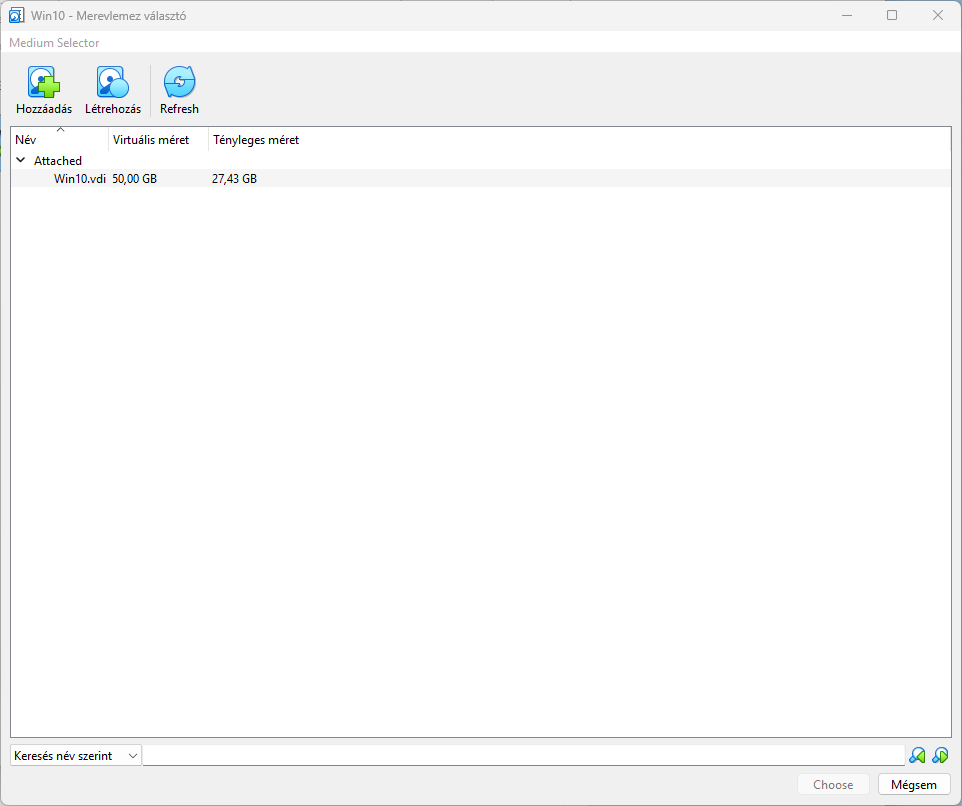 Win10 - Merevlemez választó
Medium Selector
Hozzáadás Létrehozás Refresh
Név Virtuális méret Tényleges méret
Attached
Win10.vdi 50,00 GB 27,43 GB
Keresés név szerint
Choose Mégsem